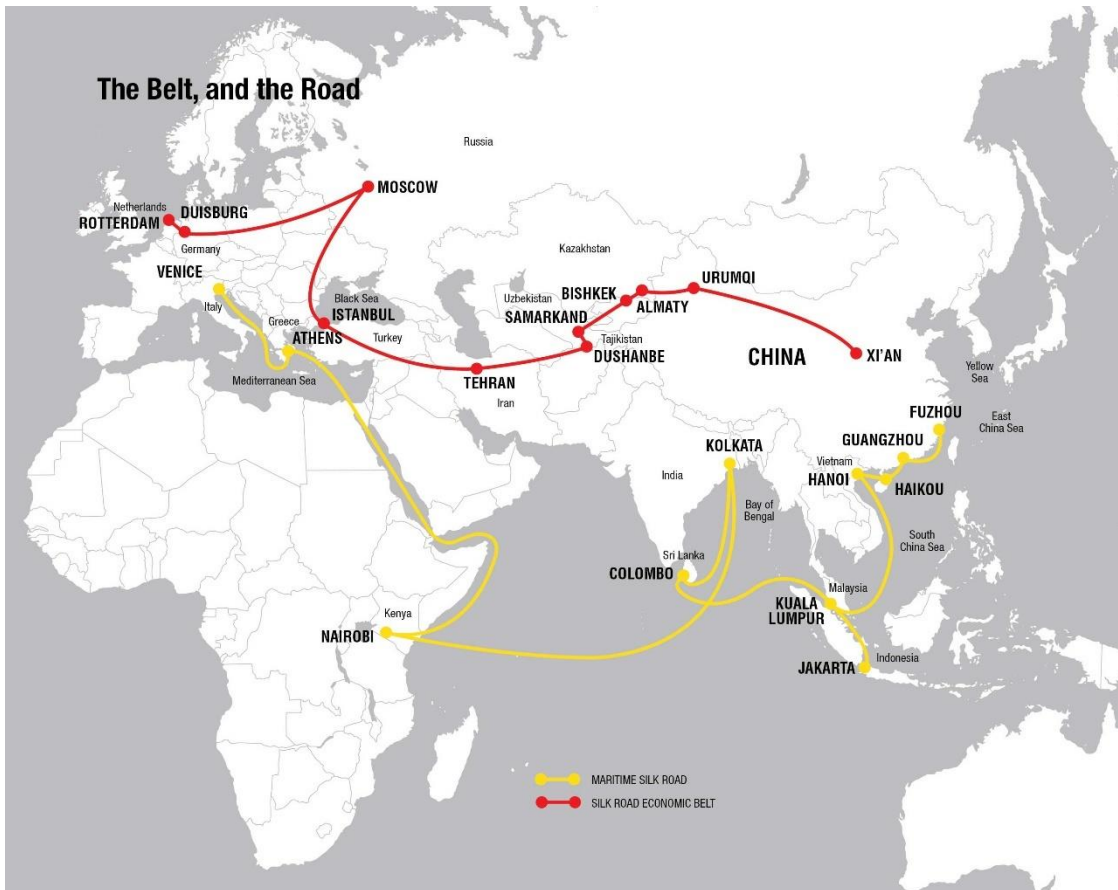 The Belt, and the Road
Russia
MOSCOW
Netherlands
DUISBURG
ROTTERDAM
Germany
VENICE
Italy
Kazakhstan
URUMQI
BISHKEK
ALMATY
Uzbekistan
SAMARKAND
Tajikistan
DUSHANBE
Black Sea
ISTANBUL
Greece
ATHENS
Turkey
Mediterranean Sea
TEHRAN
Iran
CHINA
XI'AN
Yellow
Sea
East
China Sea
FUZHOU
GUANGZHOU
KOLKATA
Vietnam
HANOI
HAIKOU
India
Bay of
Bengal
South
China Sea
Sri Lanka
COLOMBO
Malaysia
KUALA
LUMPUR
Kenya
NAIROBI
JAKARTA
Indonesia
MARITIME SILK ROAD
SILK ROAD ECONOMIC BELT